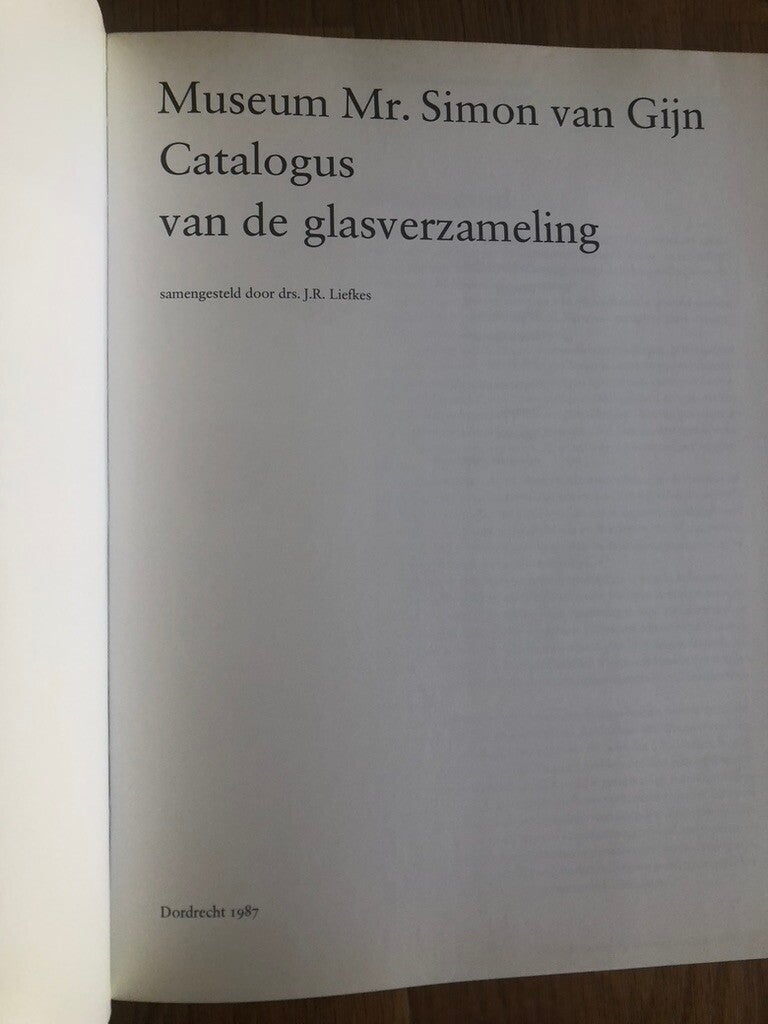 Museum Mr. Simon van Gijn
Catalogus
van de glasverzameling
samengesteld door drs. J.R. Liefkes
Dordrecht 1987